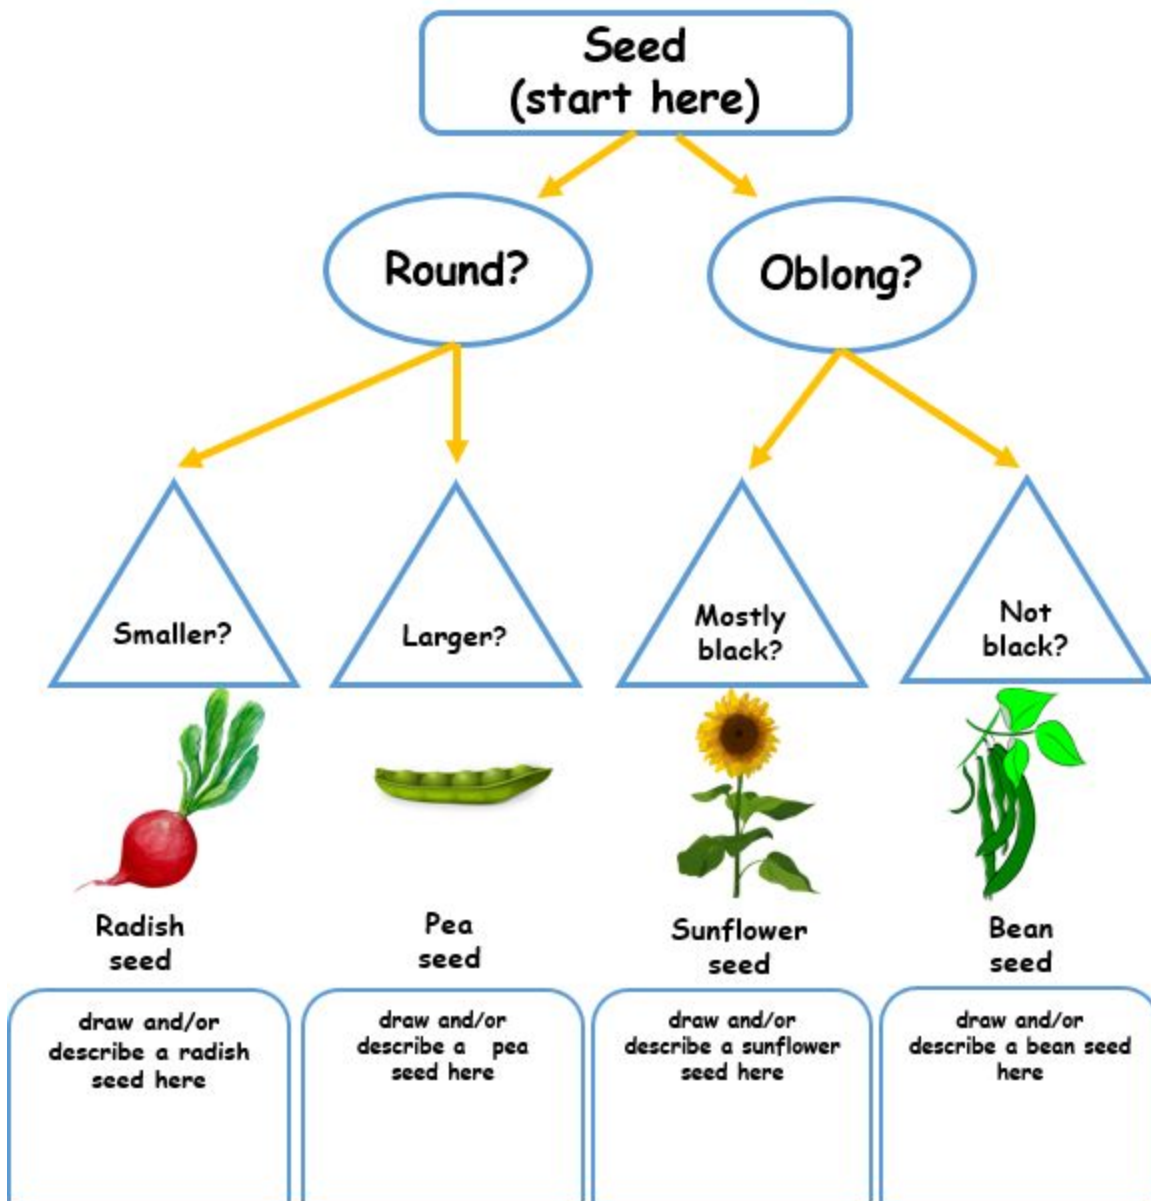 Seed
(start here)
Round?
Oblong?
Smaller?
Larger?
Mostly
black?
Not
black?
Radish
seed
Pea
seed
Sunflower
seed
Bean
seed
draw and/or
describe a radish
seed here
draw and/or
describe a pea
seed here
draw and/or
describe a sunflower
seed here
draw and/or
describe a bean seed
here